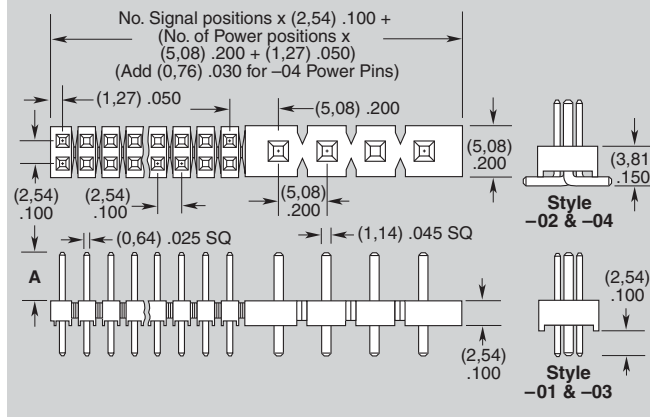 No. Signal positions x (2,54) .100 +
(No. of Power positions x
(5,08) .200 + (1,27) .050)
(Add (0,76) .030 for –04 Power Pins)
(1,27) .050
(5,08) .200
(5,08)
.200
(3,81)
.150
(2,54)
.100
(2,54)
.100
(5,08)
.200
Style
–02 & –04
(0,64) .025 SQ
(1,14) .045 SQ
A
(2,54)
.100
(2,54)
.100
Style
–01 & –03